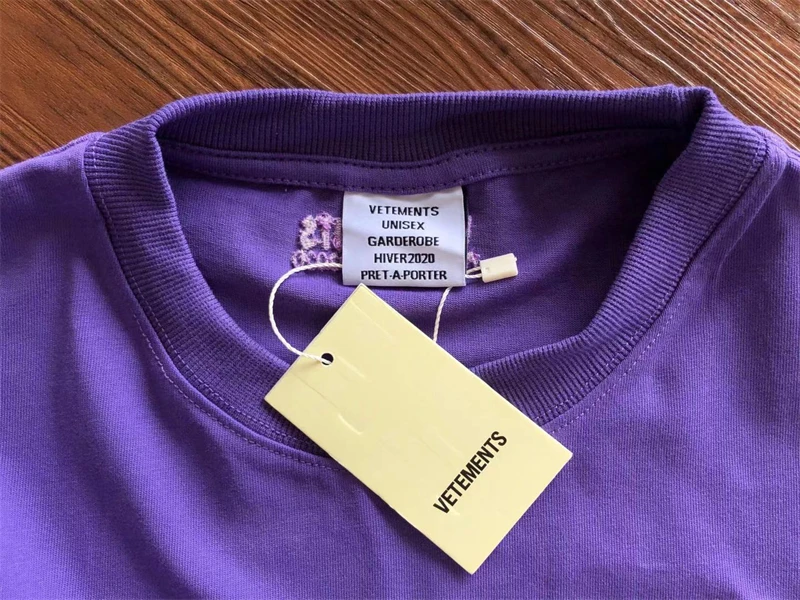 VETEMENTS
UNISEX
GARDEROBE
HIVER2020
PRET-A-PORTER
VETEMENTS